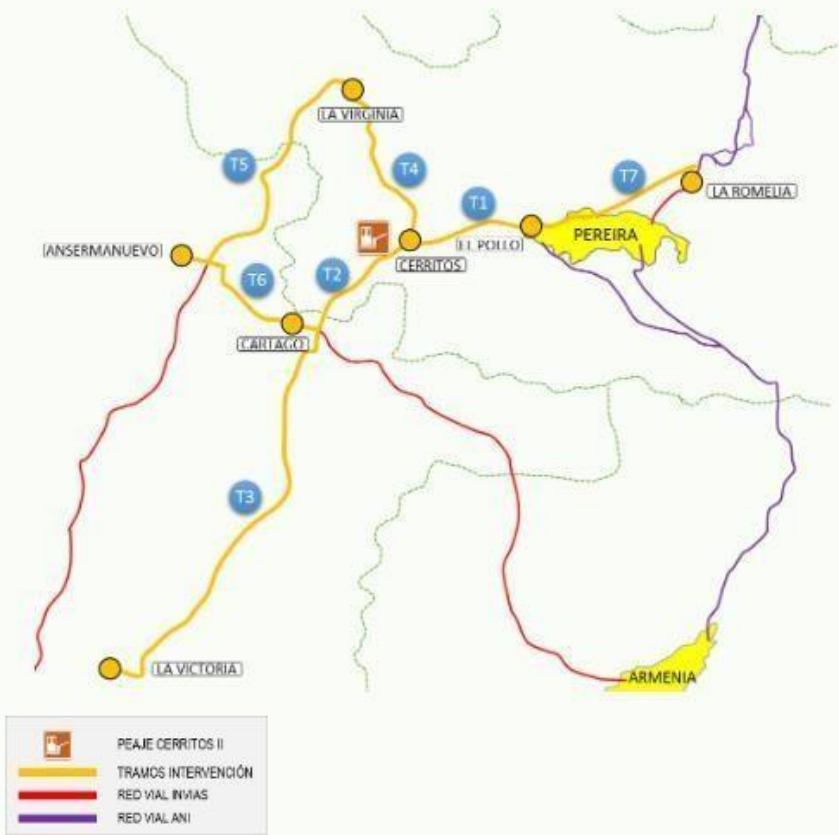 LA VIRGINIA
T5
T4
T7
T1
LA ROMELIA
PEREIRA
ANSERMANUEVO
EL POLLO
CERRITOS
T6
T2
CARTAGO
T3
LA VICTORIA
ARMENIA
PEAJE CERRITOS II
TRAMOS INTERVENCIÓN
RED VIAL INVIAS
RED VIAL ANI